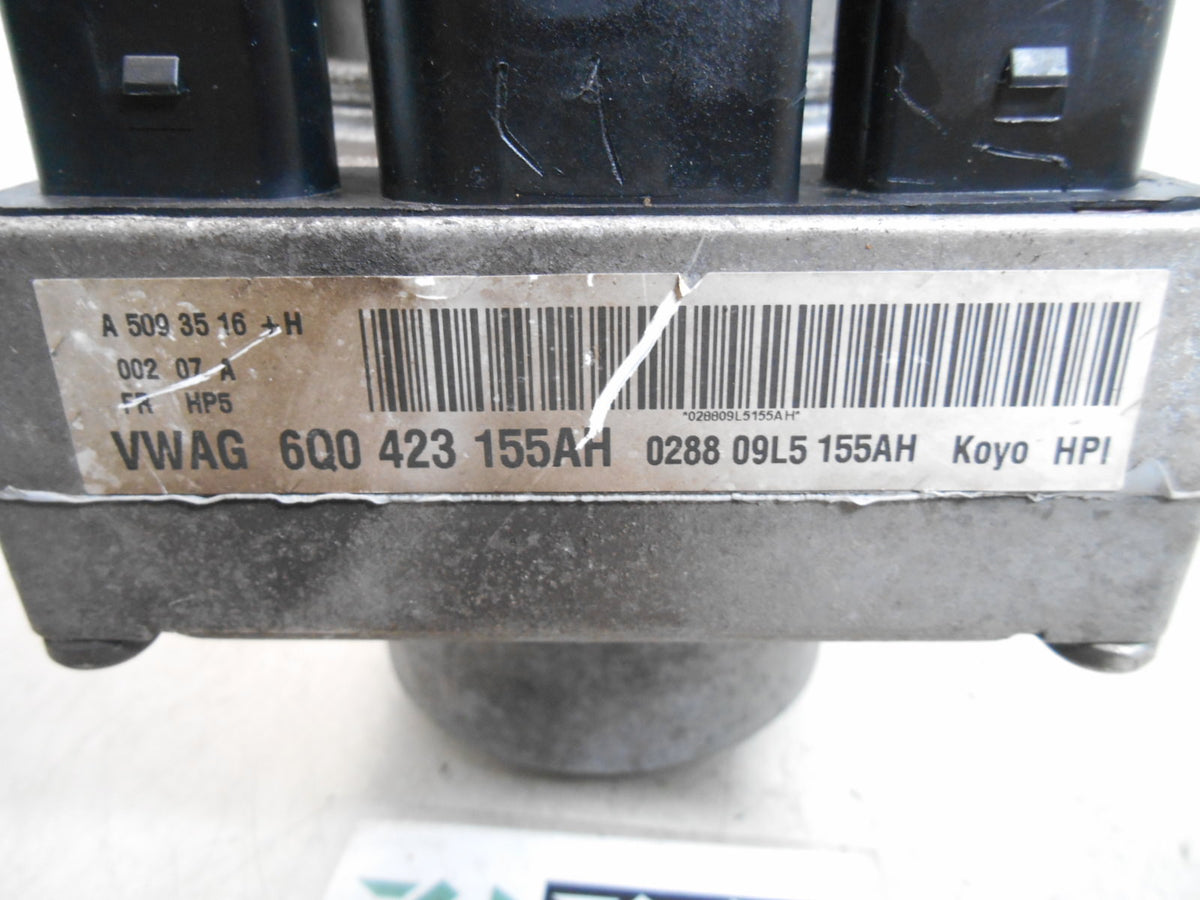 A 509 35 16 + H
002 07 A
FR HP5
*028809L5155AH*
VWAG 6Q0 423 155AH 0288 09L5 155AH Koyo HPI